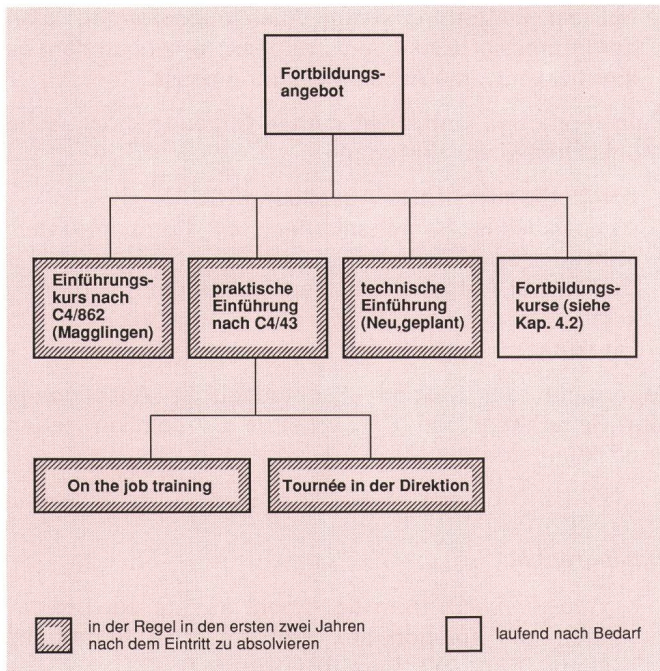 Fortbildungs-
angebot
Einführungs-
kurs nach
C4/862
(Magglingen)
praktische
Einführung
nach C4/43
technische
Einführung
(Neu,geplant)
Fortbildungs-
kurse (siehe
Kap. 4.2)
On the job training
Tournée in der Direktion
in der Regel in den ersten zwei Jahren
nach dem Eintritt zu absolvieren
laufend nach Bedarf